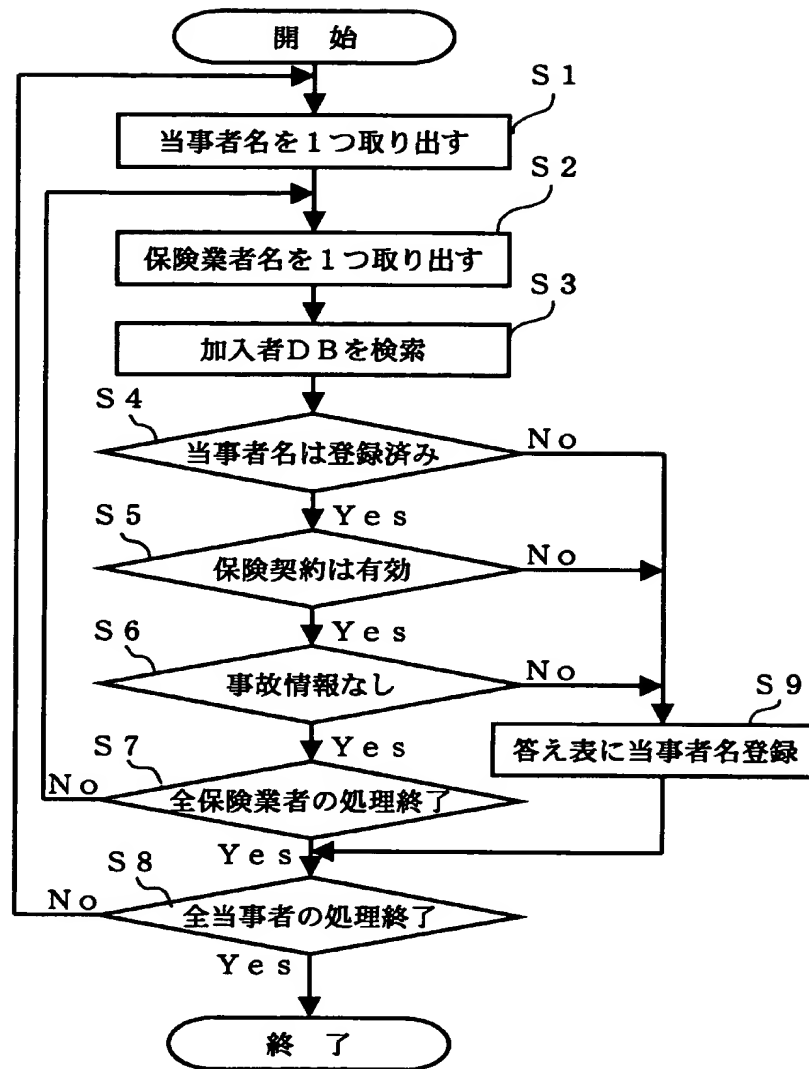 開 始
S1
当事者名を1つ取り出す
S2
保険業者名を1つ取り出す
S3
加入者DBを検索
S4
当事者名は登録済み
No
Yes
S5
保険契約は有効
No
Yes
S6
事故情報なし
No
Yes
S9
答え表に当事者名登録
S7
全保険業者の処理終了
No
Yes
S8
全当事者の処理終了
No
Yes
終 了